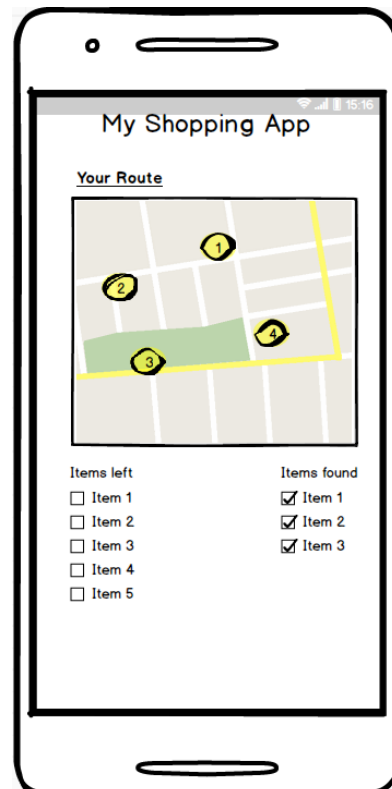 15:16
My Shopping App
Your Route
1
2
4
3
Items left
Item 1
Item 2
Item 3
Item 4
Item 5
Items found
Item 1
Item 2
Item 3